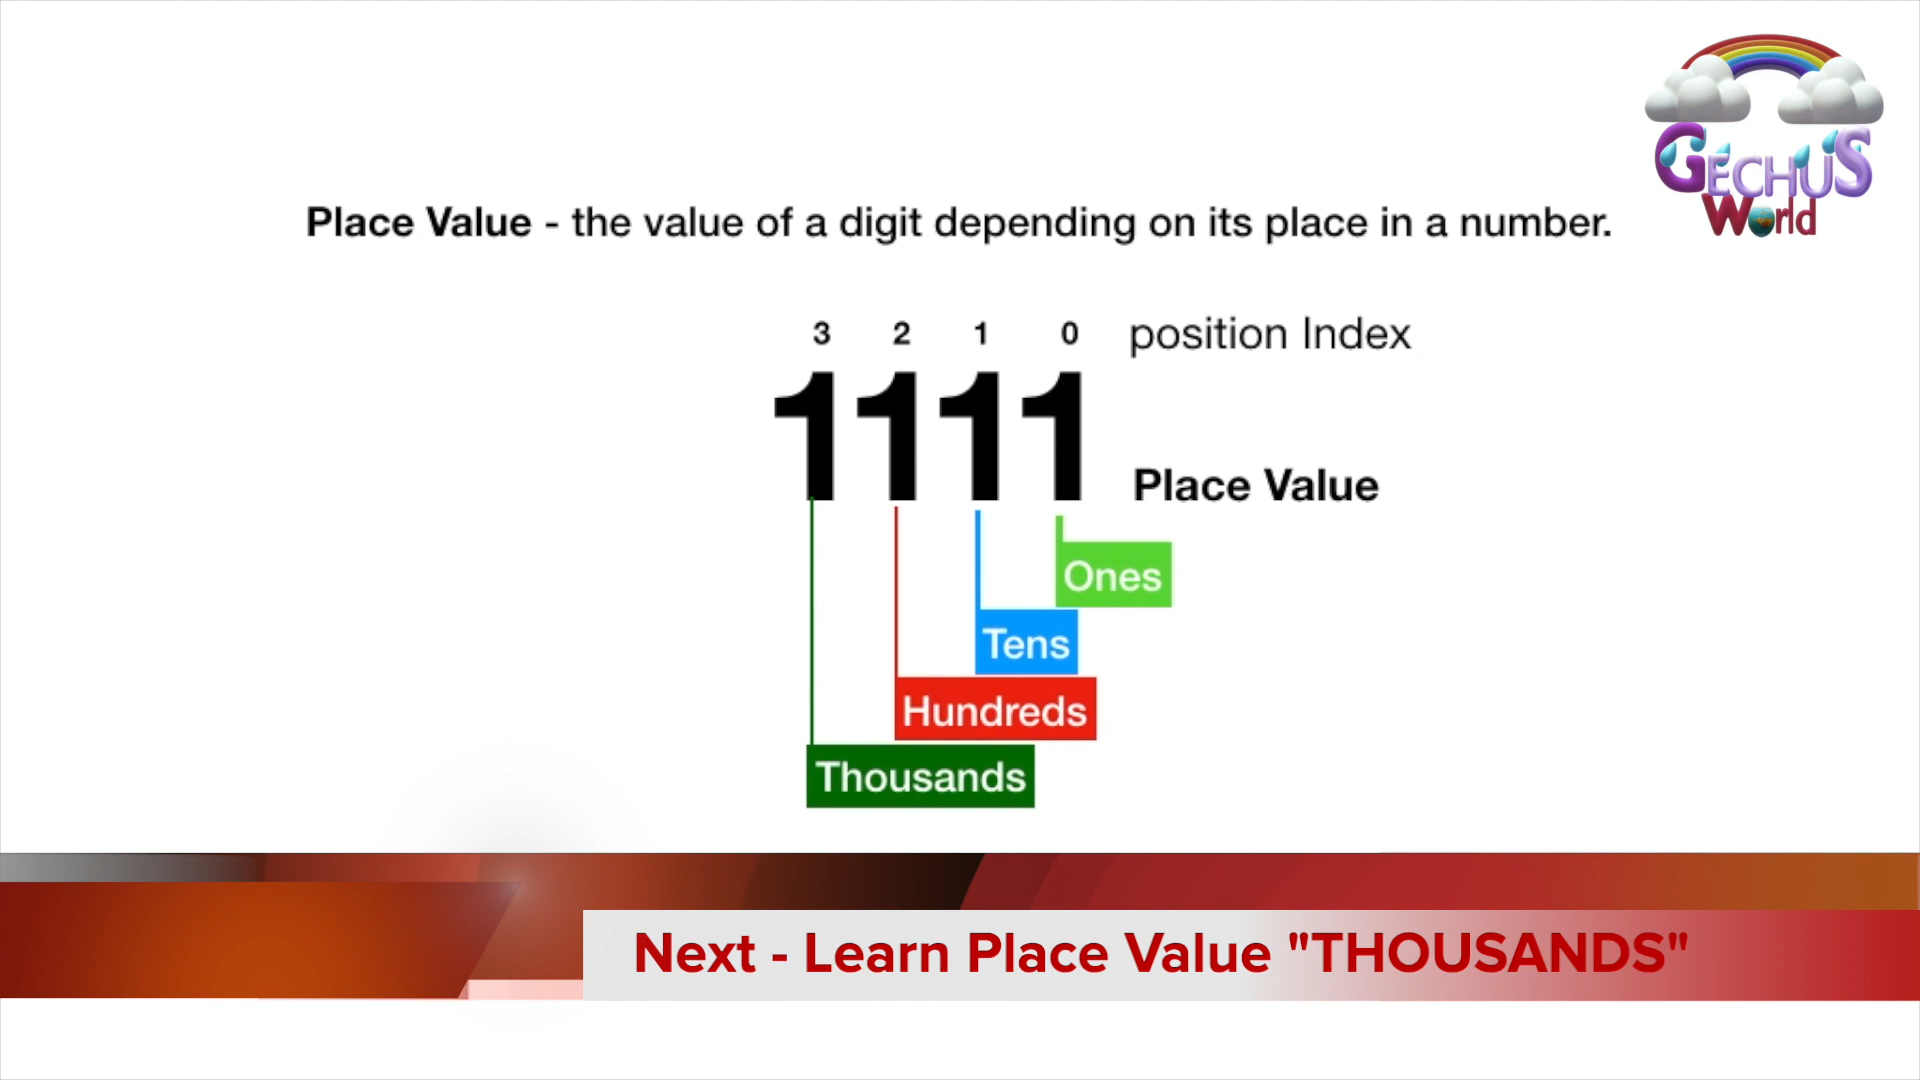 GECHUS
World
Place Value - the value of a digit depending on its place in a number.
3 2 1 0 position Index
1111
Place Value
Ones
Tens
Hundreds
Thousands
Next - Learn Place Value "THOUSANDS"